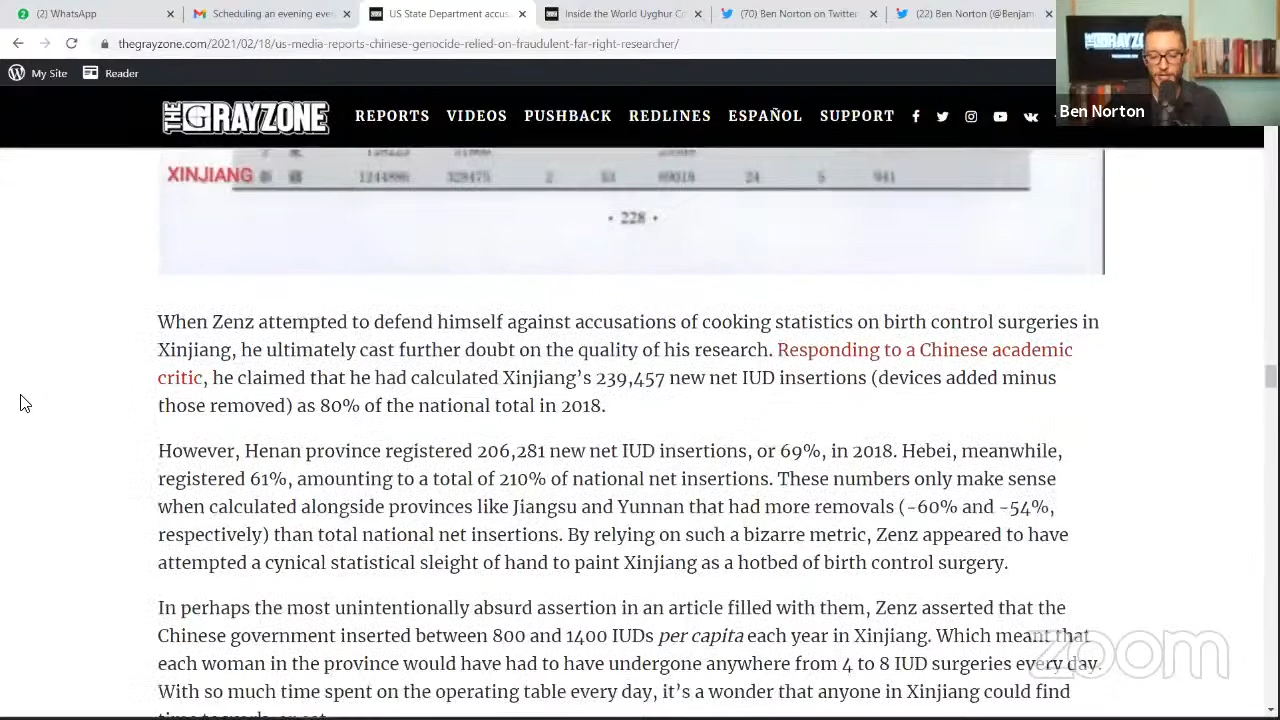 (2) WhatsApp
Scheduling an evening eve
US State Department accus
Inside the World Uyghur C
(70) Ben Norton on Twitter
(22) Ben Norton (@Benjam
thegrayzone.com/2021/02/18/us-media-reports-chinese-genocide-relied-on-fraudulent-far-right-researcher/
My Site
Reader
THE GRAYZONE
REPORTS VIDEOS PUSHBACK REDLINES ESPAÑOL SUPPORT
Ben Norton
XINJIANG 1244886 328475 2 51 89018 24 5 941
· 228 ·
When Zenz attempted to defend himself against accusations of cooking statistics on birth control surgeries in
Xinjiang, he ultimately cast further doubt on the quality of his research. Responding to a Chinese academic
critic, he claimed that he had calculated Xinjiang's 239,457 new net IUD insertions (devices added minus
those removed) as 80% of the national total in 2018.
However, Henan province registered 206,281 new net IUD insertions, or 69%, in 2018. Hebei, meanwhile,
registered 61%, amounting to a total of 210% of national net insertions. These numbers only make sense
when calculated alongside provinces like Jiangsu and Yunnan that had more removals (-60% and -54%,
respectively) than total national net insertions. By relying on such a bizarre metric, Zenz appeared to have
attempted a cynical statistical sleight of hand to paint Xinjiang as a hotbed of birth control surgery.
In perhaps the most unintentionally absurd assertion in an article filled with them, Zenz asserted that the
Chinese government inserted between 800 and 1400 IUDs per capita each year in Xinjiang. Which meant that
each woman in the province would have had to have undergone anywhere from 4 to 8 IUD surgeries every day.
With so much time spent on the operating table every day, it's a wonder that anyone in Xinjiang could find
zoom